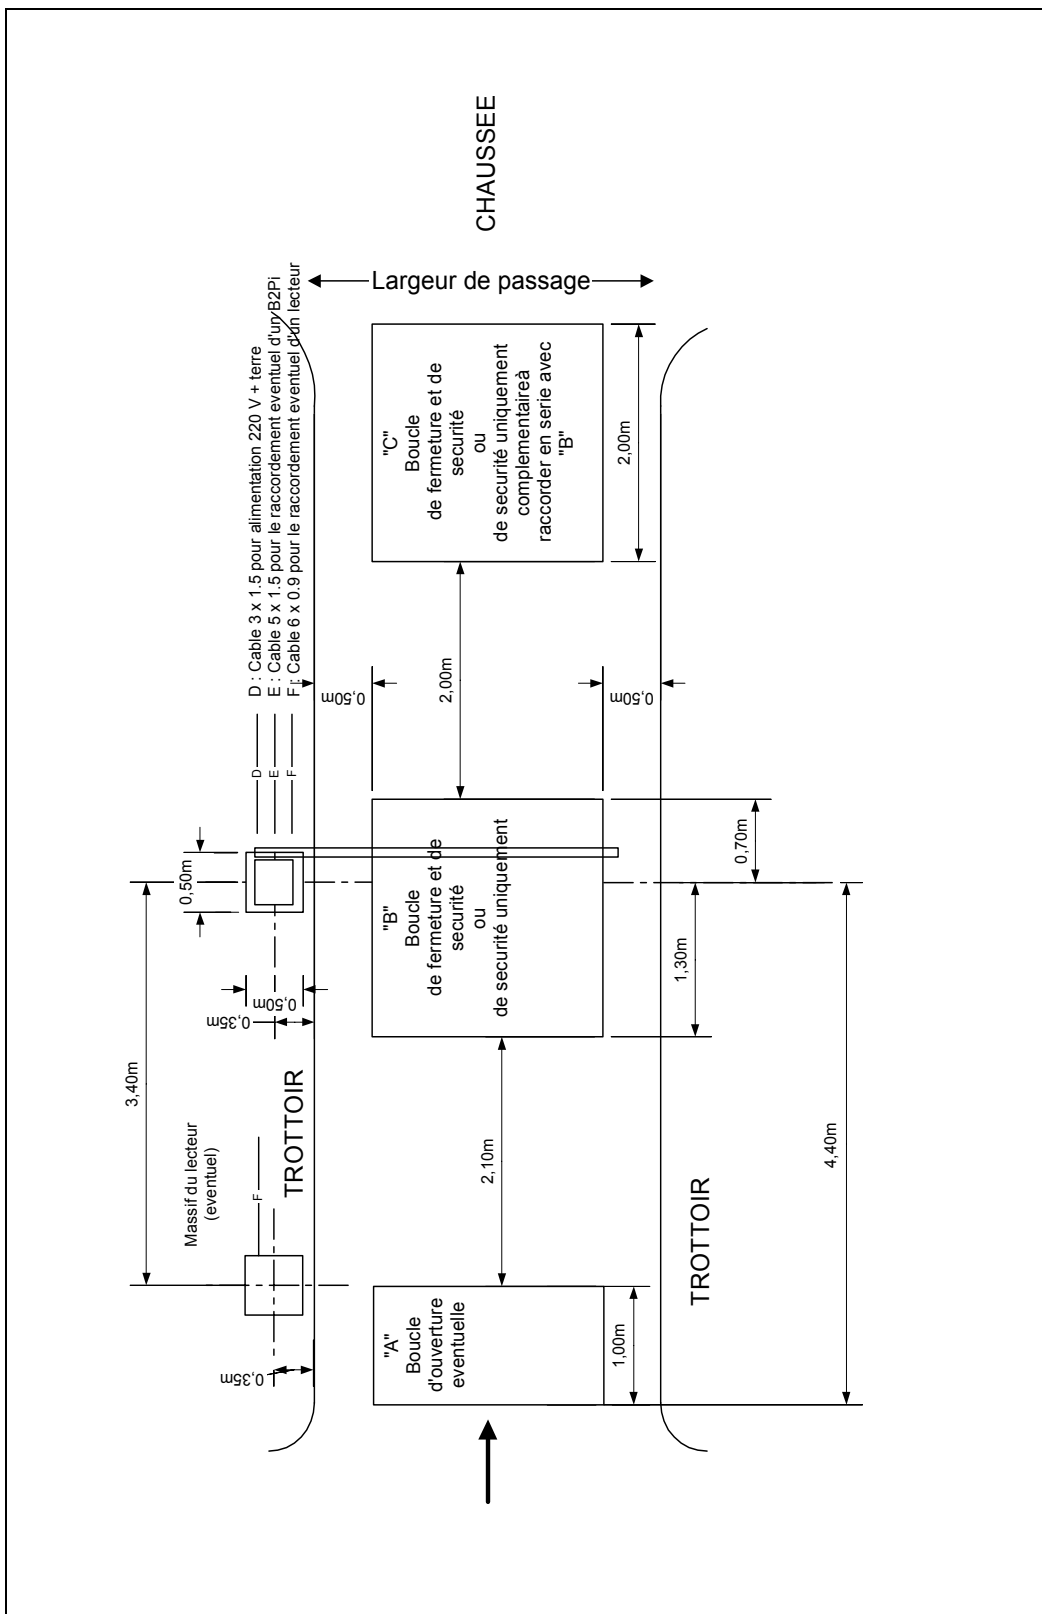 CHAUSSEE
Largeur de passage
D : Cable 3 x 1.5 pour alimentation 220 V + terre
E : Cable 5 x 1.5 pour le raccordement eventuel d'un B2Pi
F : Cable 6 x 0.9 pour le raccordement eventuel d'un lecteur
"C"
Boucle
de fermeture et de
securité
ou
de securité uniquement
complementaireà
raccorder en serie avec
"B"
2,00m
0,50m
2,00m
0,50m
D
E
F
0,50m
"B"
Boucle
de fermeture et de
securité
ou
de securité uniquement
0,70m
1,30m
0,50m
0,35m
3,40m
TROTTOIR
Massif du lecteur
(eventuel)
F
2,10m
4,40m
TROTTOIR
"A"
Boucle
d'ouverture
eventuelle
1,00m
0,35m